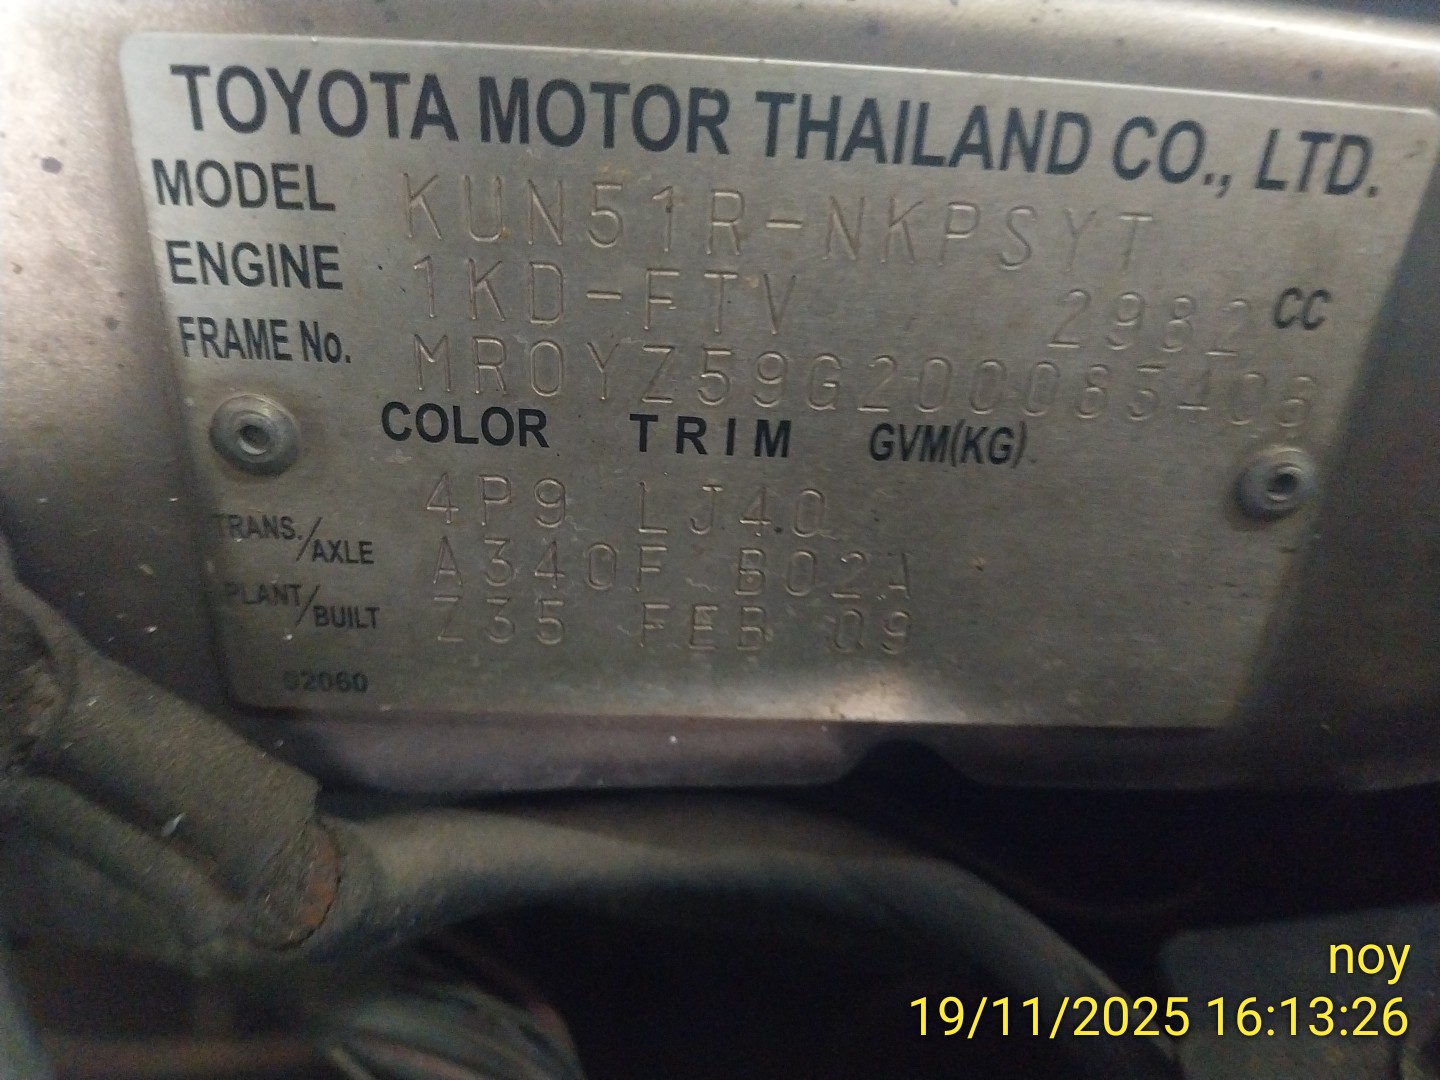 TOYOTA MOTOR THAILAND CO., LTD.
MODEL KUN51R-NKPSYT
ENGINE 1KD-FTV 2982 CC
FRAME No. MR0YZ59G200083406
COLOR TRIM GVM(KG)
4P9 LJ40
TRANS./AXLE A340F B02A
PLANT/BUILT Z35 FEB 09
62060
noy
19/11/2025 16:13:26